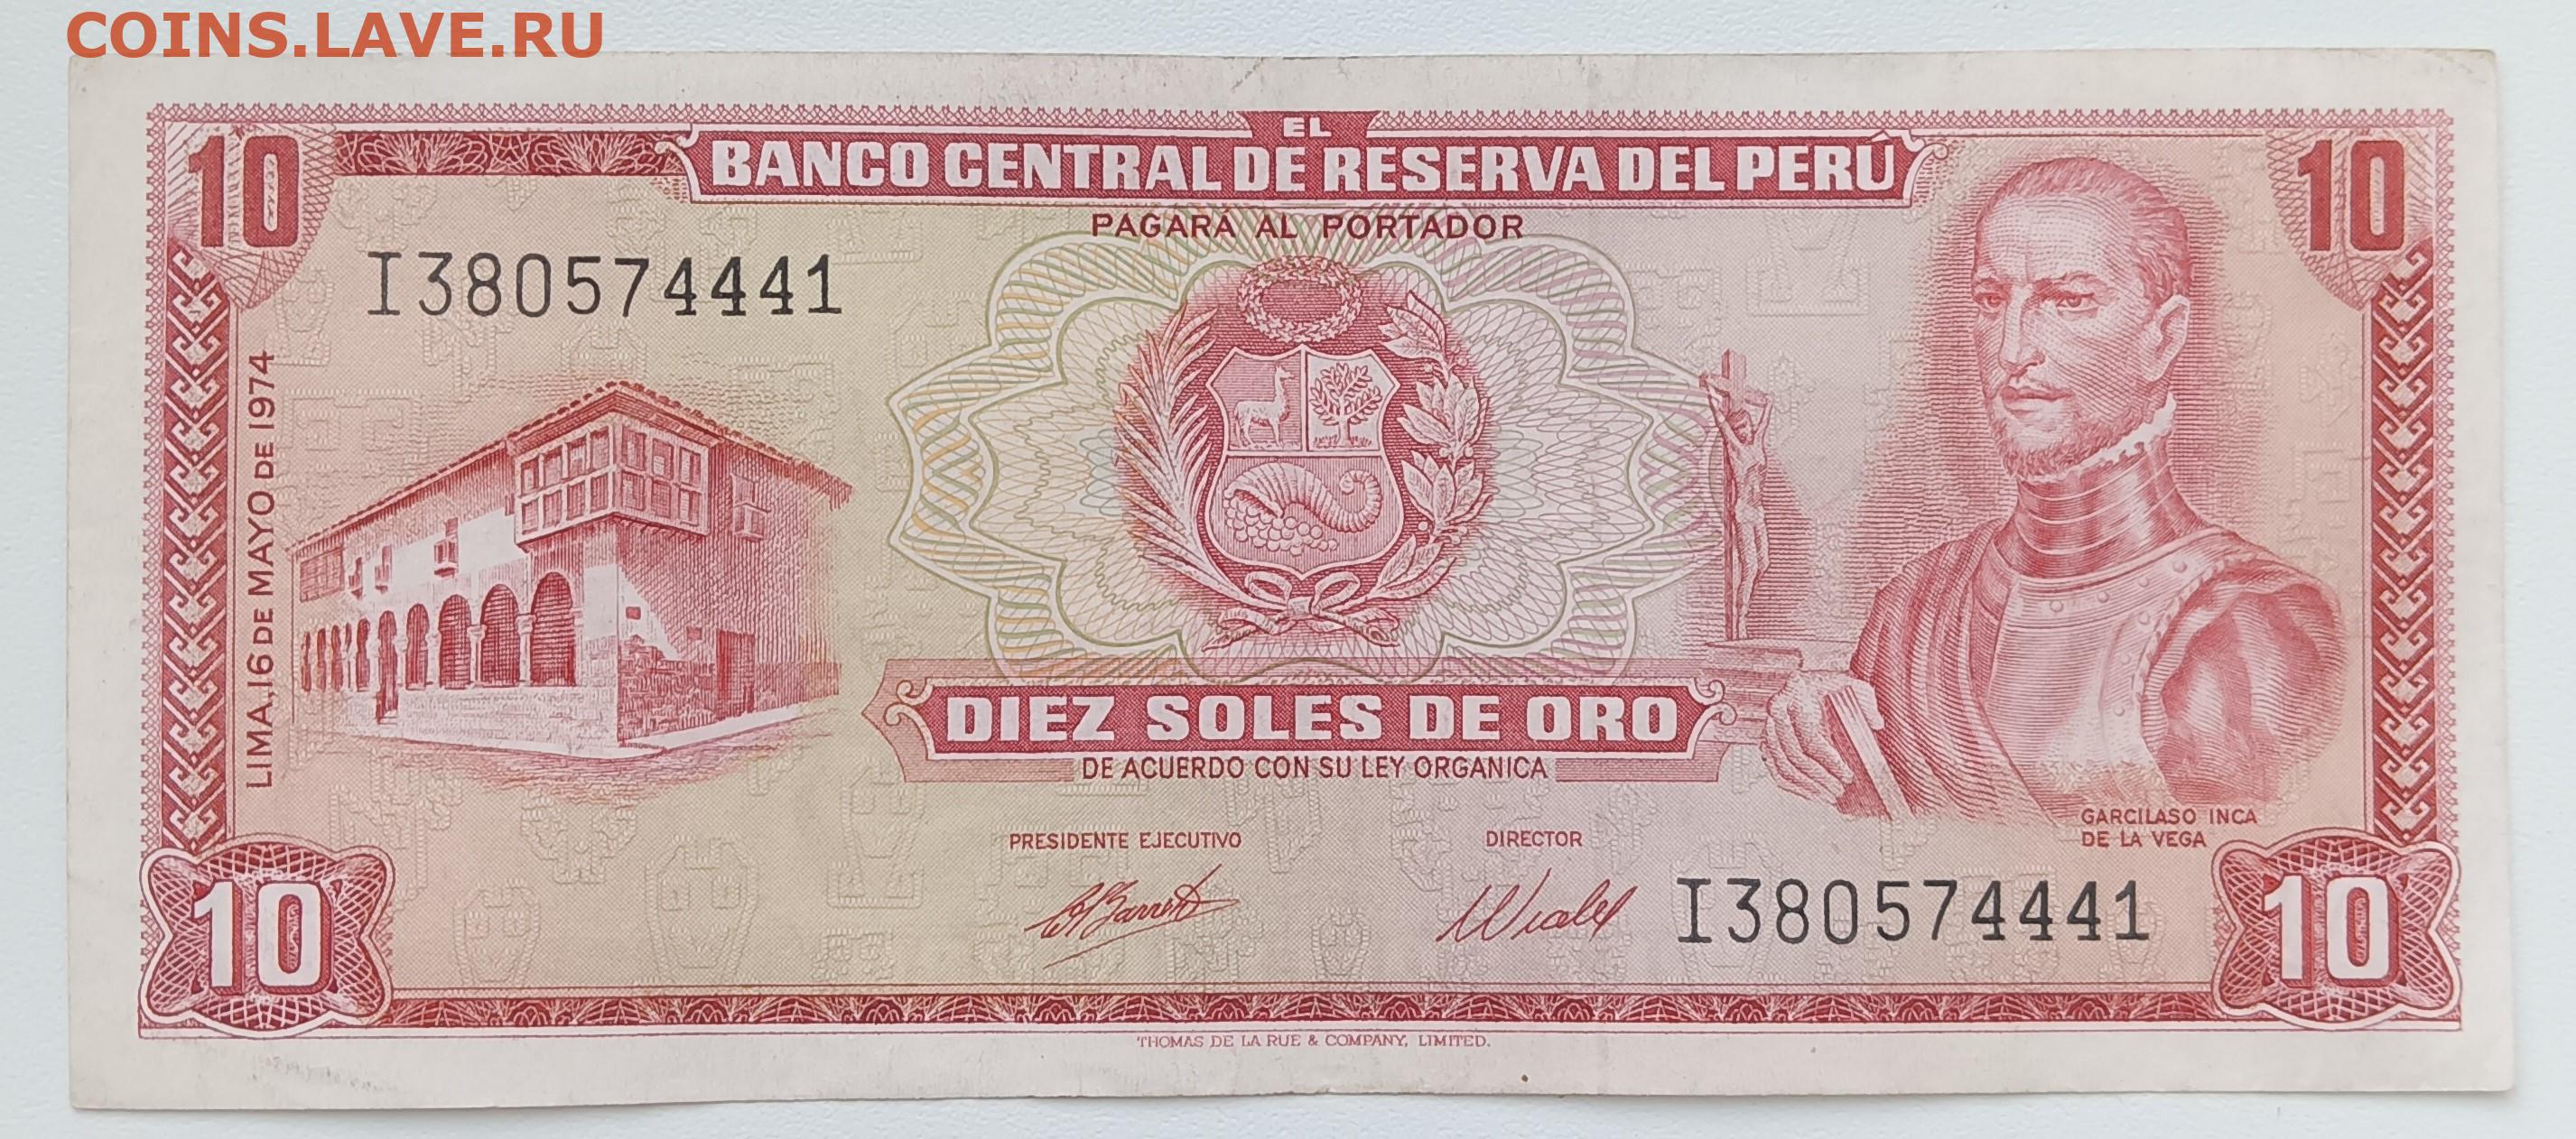 COINS.LAVE.RU
EL
10 BANCO CENTRAL DE RESERVA DEL PERÚ 10
PAGARÁ AL PORTADOR
I380574441
LIMA, 16 DE MAYO DE 1974
DIEZ SOLES DE ORO
DE ACUERDO CON SU LEY ORGANICA
GARCILASO INCA
DE LA VEGA
PRESIDENTE EJECUTIVO DIRECTOR
I380574441
10 10
THOMAS DE LA RUE & COMPANY, LIMITED.